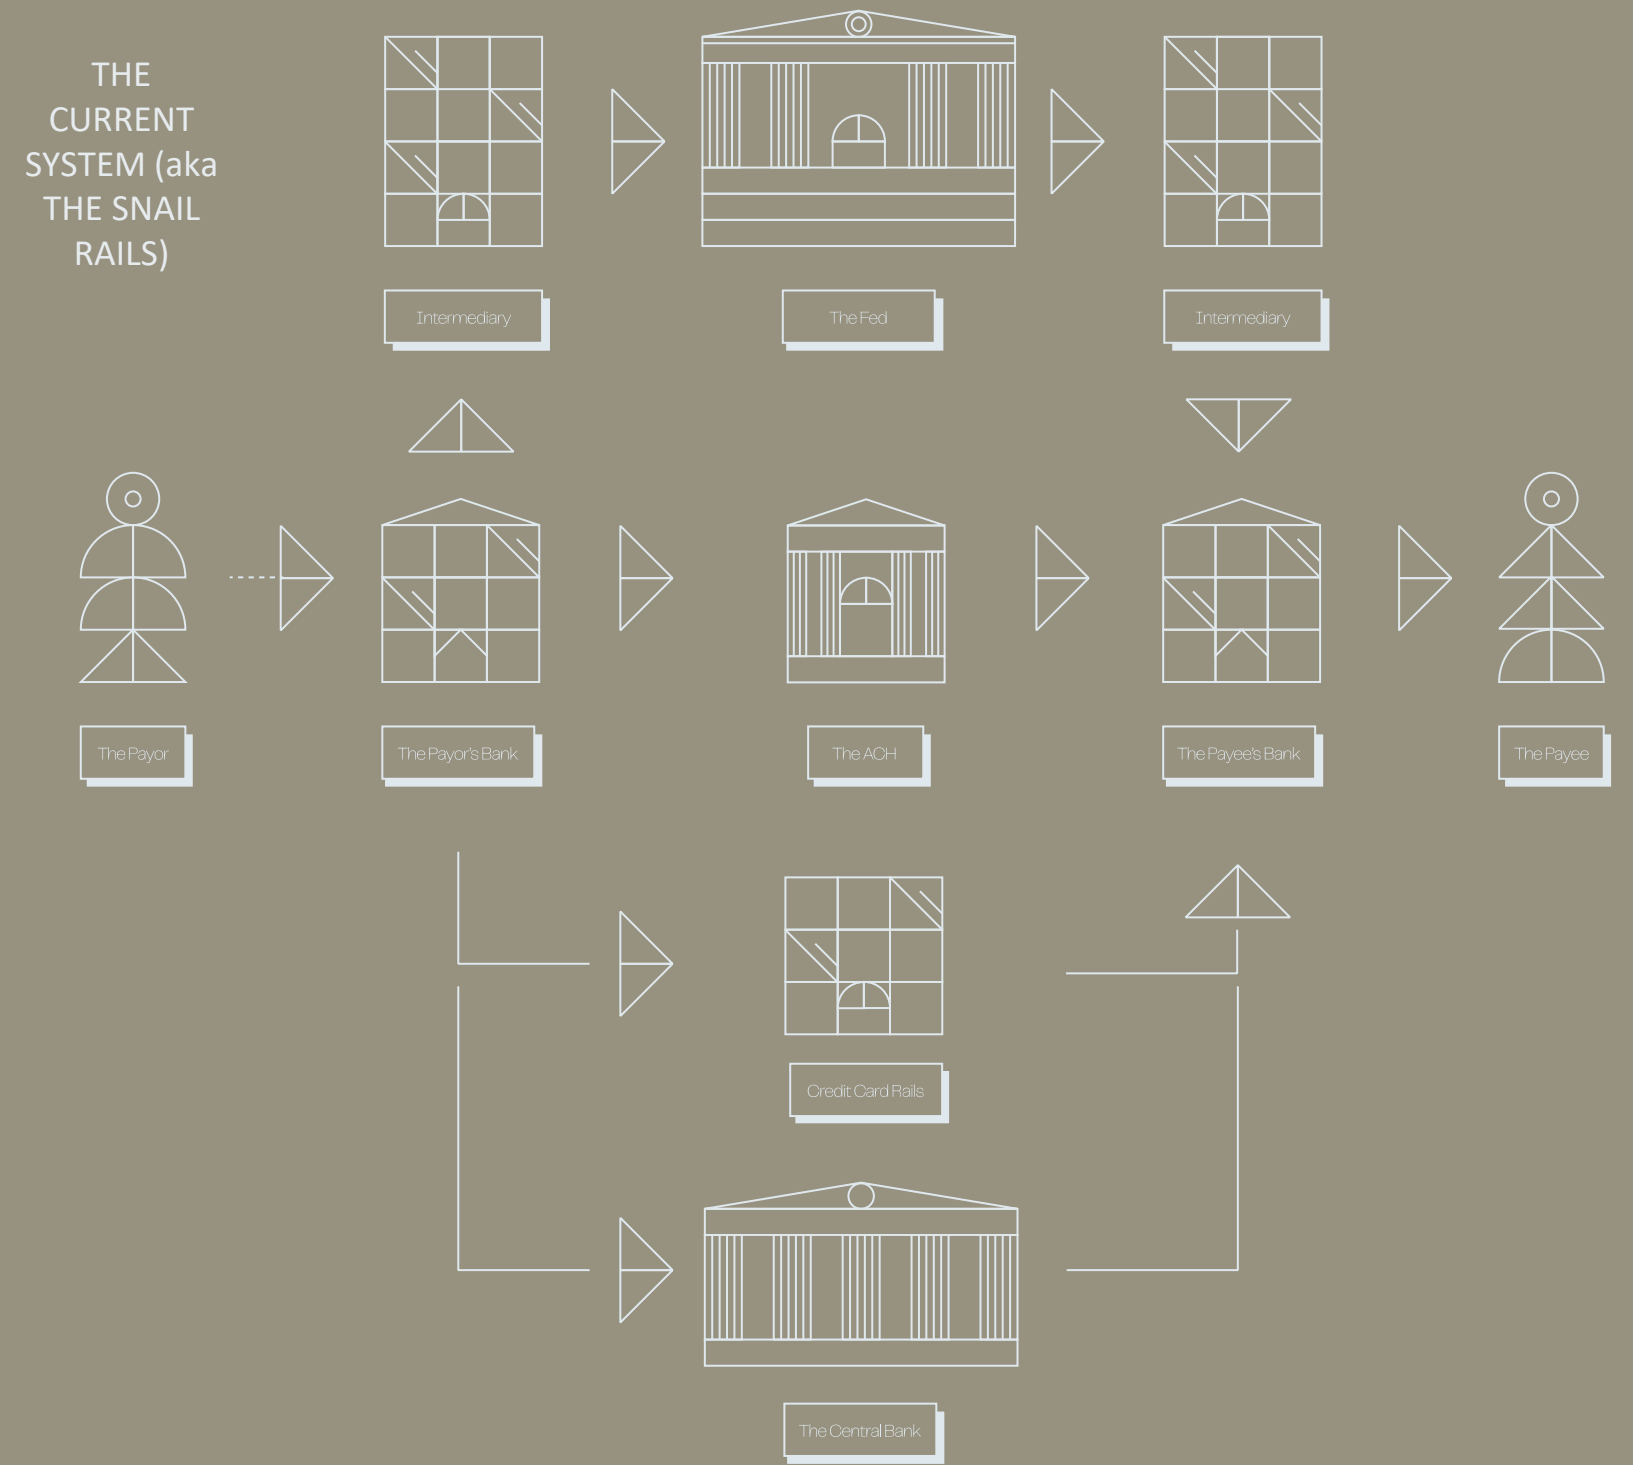 THE
CURRENT
SYSTEM (aka
THE SNAIL
RAILS)
Intermediary
The Fed
Intermediary
The Payor
The Payor's Bank
The ACH
The Payee's Bank
The Payee
Credit Card Rails
The Central Bank